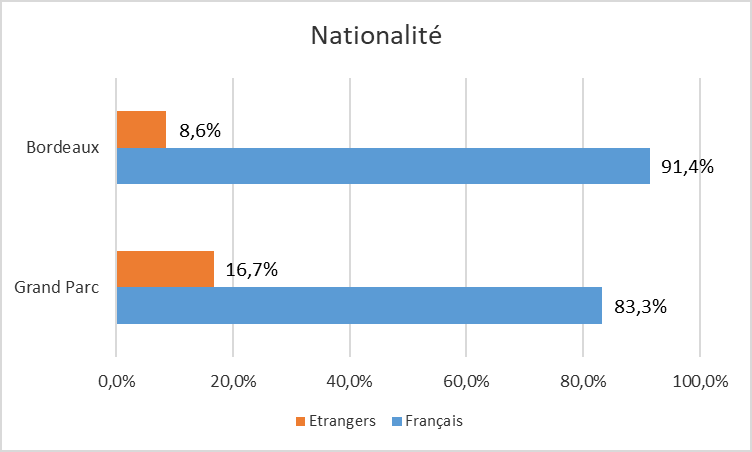 Nationalité
Bordeaux
8,6%
91,4%
Grand Parc
16,7%
83,3%
0,0% 20,0% 40,0% 60,0% 80,0% 100,0%
Etrangers Français